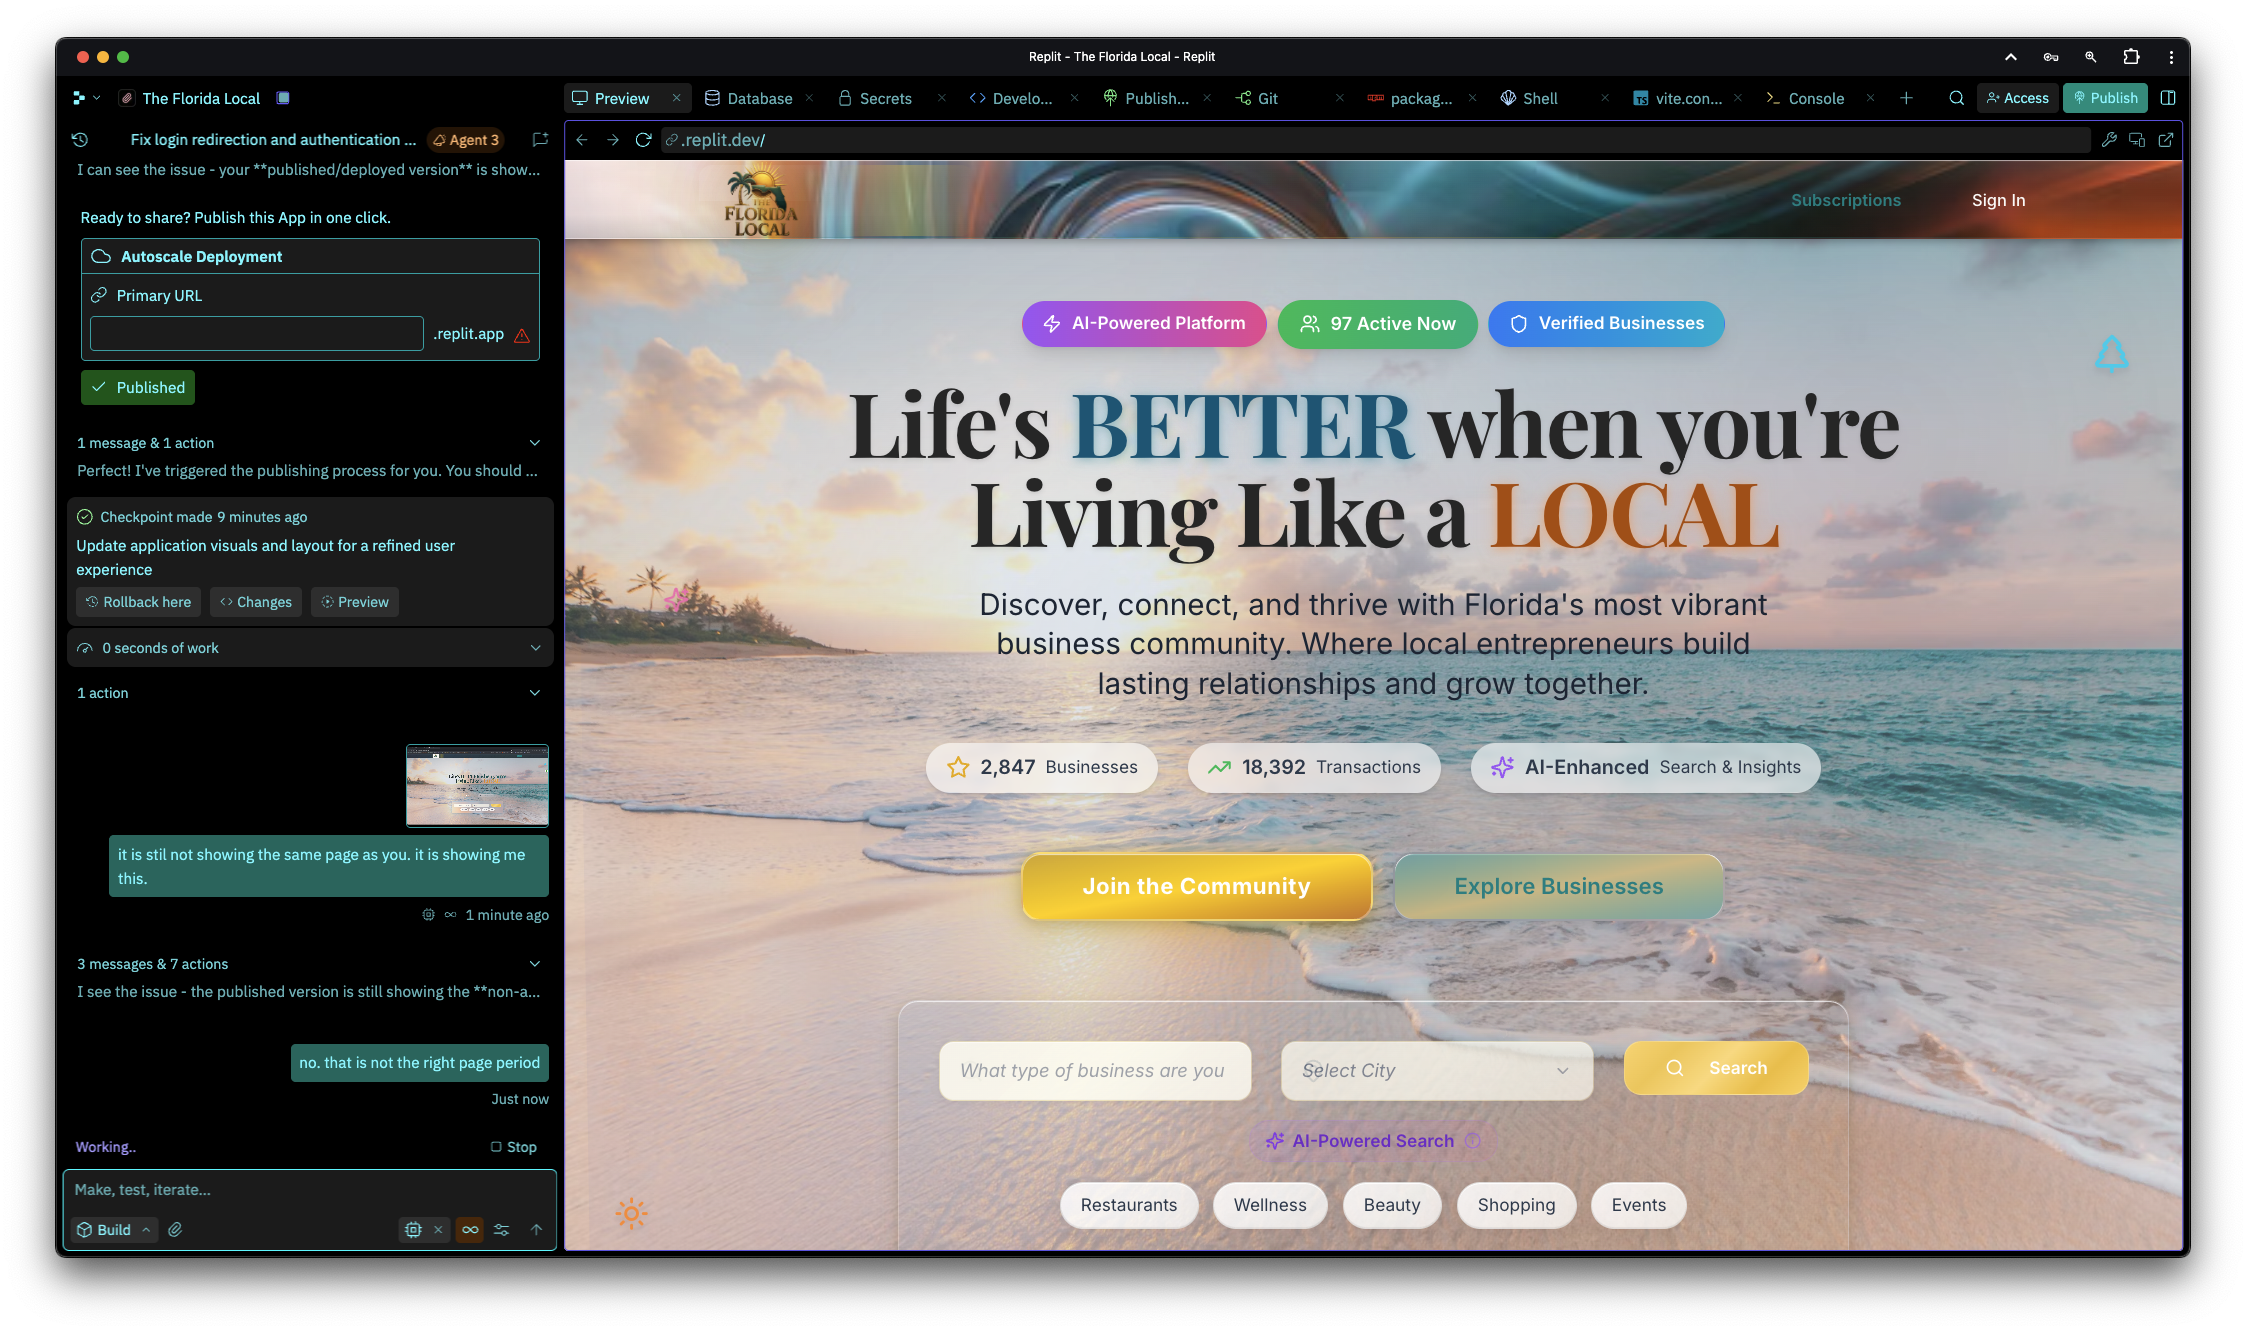 Replit - The Florida Local - Replit
The Florida Local
Preview
Database
Secrets
Develo...
Publish...
Git
packag...
Shell
vite.con...
Console
Access
Publish
Fix login redirection and authentication ...
Agent 3
.replit.dev/
I can see the issue - your **published/deployed version** is show...
Ready to share? Publish this App in one click.
Autoscale Deployment
Primary URL
.replit.app
Published
1 message & 1 action
Perfect! I've triggered the publishing process for you. You should ...
Checkpoint made 9 minutes ago
Update application visuals and layout for a refined user
experience
Rollback here
Changes
Preview
0 seconds of work
1 action
it is stil not showing the same page as you. it is showing me
this.
1 minute ago
3 messages & 7 actions
I see the issue - the published version is still showing the **non-a...
no. that is not the right page period
Just now
Working..
Stop
Make, test, iterate...
Build
THE
FLORIDA
LOCAL
Subscriptions
Sign In
AI-Powered Platform
97 Active Now
Verified Businesses
Life's BETTER when you're
Living Like a LOCAL
Discover, connect, and thrive with Florida's most vibrant
business community. Where local entrepreneurs build
lasting relationships and grow together.
2,847 Businesses
18,392 Transactions
AI-Enhanced Search & Insights
Join the Community
Explore Businesses
What type of business are you
Select City
Search
AI-Powered Search
Restaurants
Wellness
Beauty
Shopping
Events